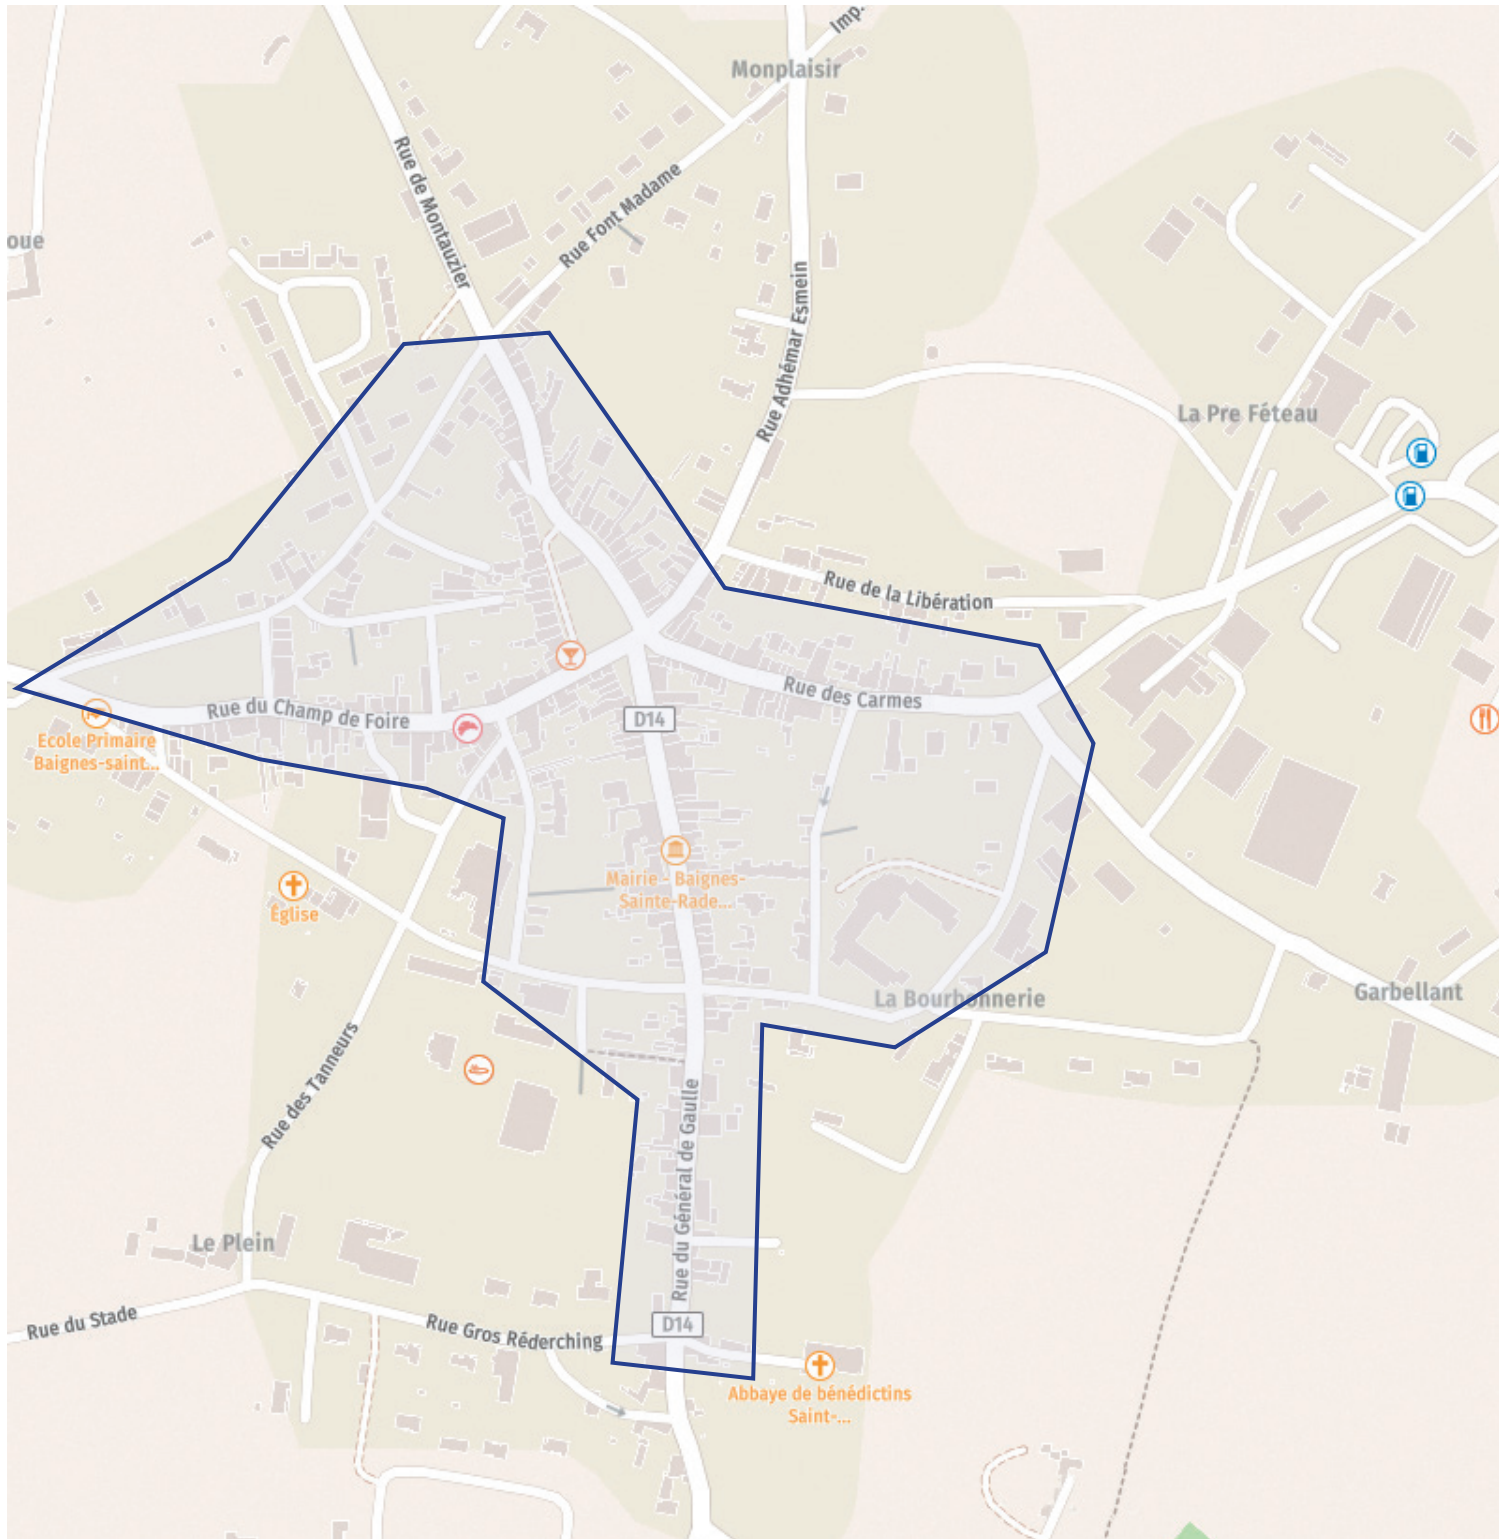 Imp.
Monplaisir
Rue de Montauzier
Rue Font Madame
oue
Rue Adhémar Esmein
La Pre Féteau
Rue de la Libération
Rue des Carmes
Rue du Champ de Foire
D14
Ecole Primaire
Baignes-saint...
Mairie - Baignes-
Sainte-Rade...
Église
La Bourbonnerie
Garbellant
Rue des Tanneurs
Rue du Général de Gaulle
Le Plein
Rue du Stade
Rue Gros Réderching
D14
Abbaye de bénédictins
Saint-...